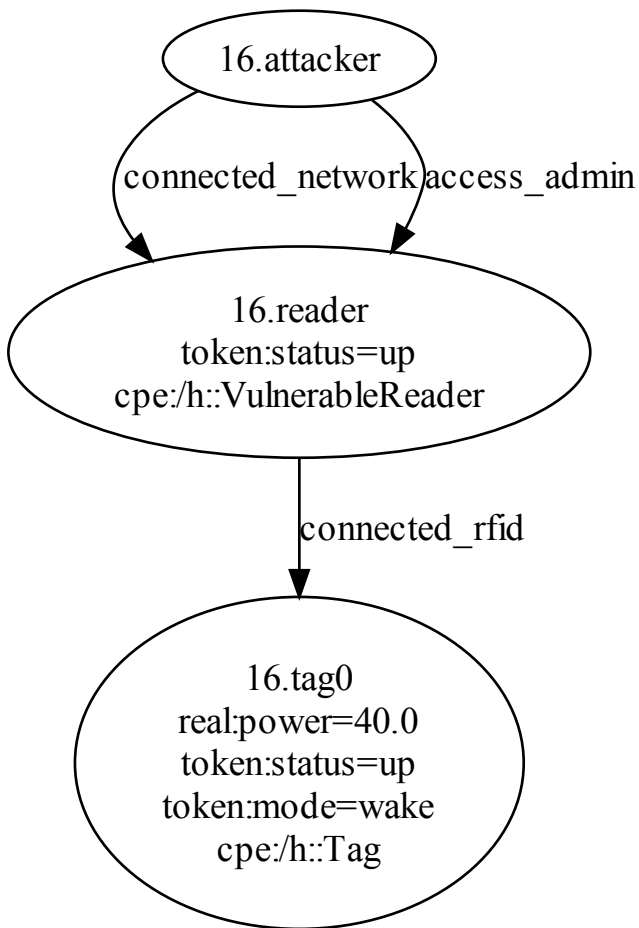 16.attacker
connected_network
access_admin
16.reader
token:status=up
cpe:/h::VulnerableReader
connected_rfid
16.tag0
real:power=40.0
token:status=up
token:mode=wake
cpe:/h::Tag